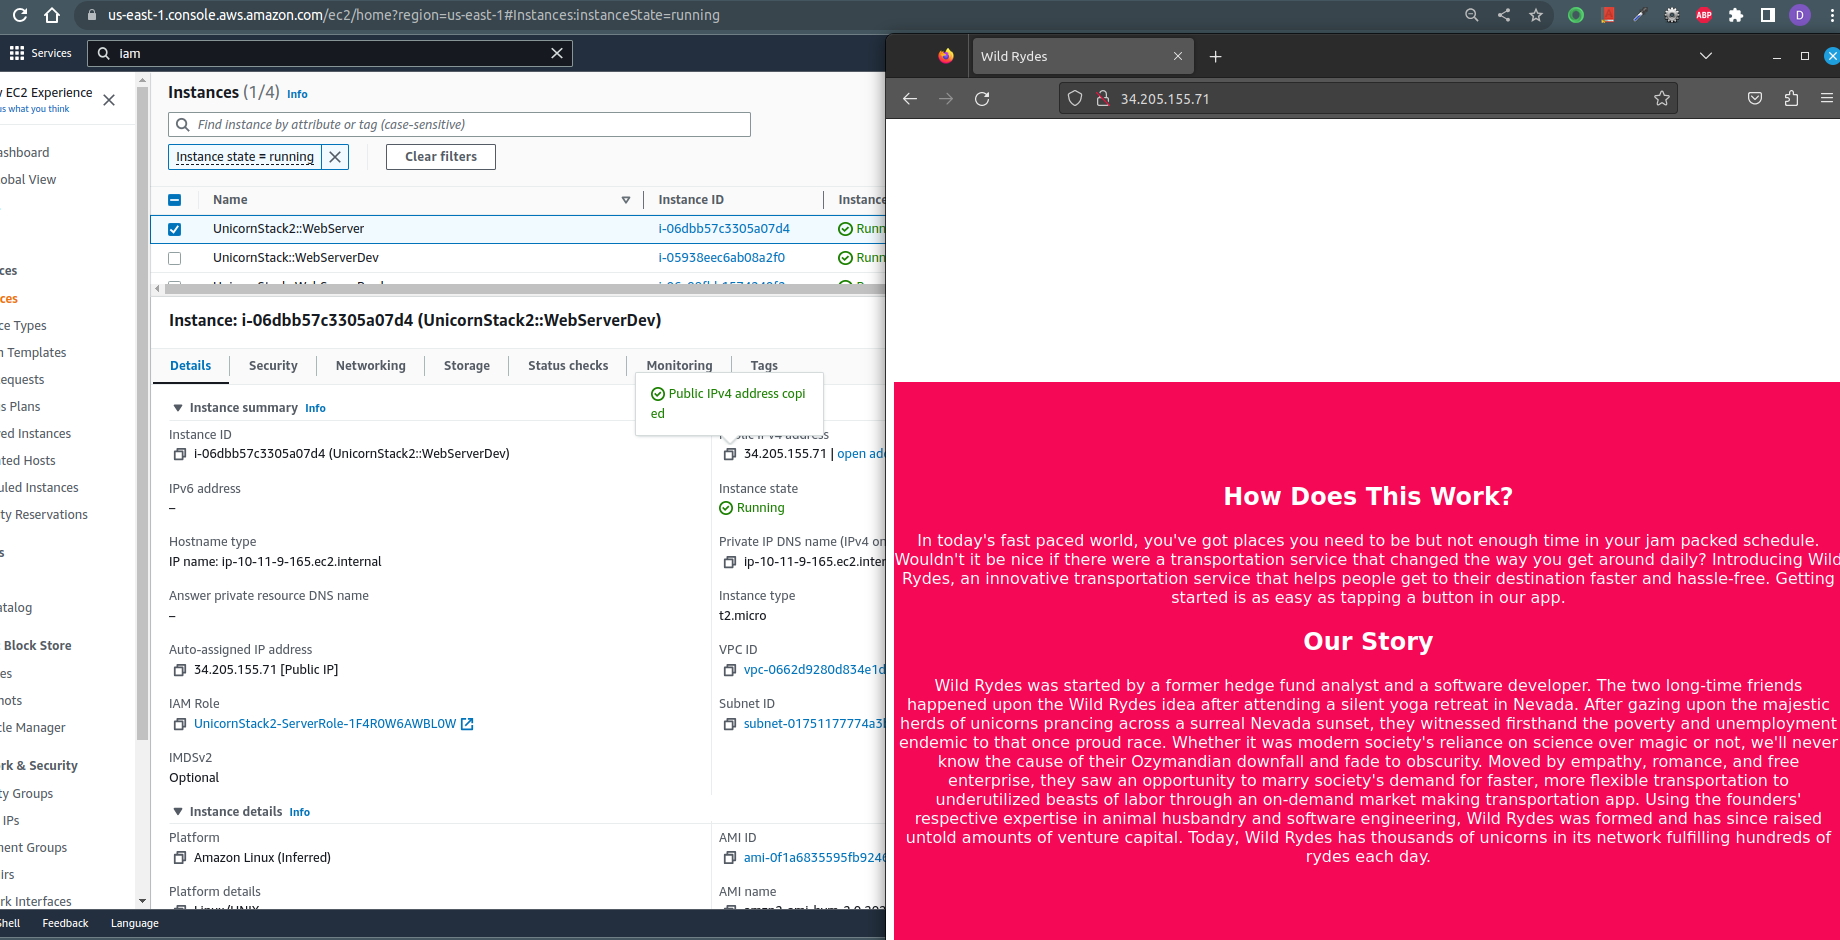 us-east-1.console.aws.amazon.com/ec2/home?region=us-east-1#Instances:instanceState=running
ABP
D
Services
iam
EC2 Experience
us what you think
Instances (1/4) Info
Find instance by attribute or tag (case-sensitive)
Instance state = running
Clear filters
Name
Instance ID
Instance
UnicornStack2::WebServer
i-06dbb57c3305a07d4
Runn
UnicornStack::WebServerDev
i-05938eec6ab08a2f0
Runn
ashboard
obal View
ces
ces
ce Types
n Templates
equests
s Plans
ed Instances
ted Hosts
uled Instances
ty Reservations
s
atalog
Block Store
es
hots
cle Manager
rk & Security
ty Groups
IPs
ment Groups
irs
rk Interfaces
Instance: i-06dbb57c3305a07d4 (UnicornStack2::WebServerDev)
Details
Security
Networking
Storage
Status checks
Monitoring
Tags
Public IPv4 address copi
ed
Instance summary Info
Instance ID
i-06dbb57c3305a07d4 (UnicornStack2::WebServerDev)
Public IPv4 address
34.205.155.71 | open add
IPv6 address
–
Instance state
Running
Hostname type
IP name: ip-10-11-9-165.ec2.internal
Private IP DNS name (IPv4 on
ip-10-11-9-165.ec2.inter
Answer private resource DNS name
–
Instance type
t2.micro
Auto-assigned IP address
34.205.155.71 [Public IP]
VPC ID
vpc-0662d9280d834e1d
IAM Role
UnicornStack2-ServerRole-1F4R0W6AWBL0W
Subnet ID
subnet-01751177774a3
IMDSv2
Optional
Instance details Info
Platform
Amazon Linux (Inferred)
AMI ID
ami-0f1a6835595fb9246
Platform details
Linux/UNIX
AMI name
hell
Feedback
Language
Wild Rydes
34.205.155.71
How Does This Work?
In today's fast paced world, you've got places you need to be but not enough time in your jam packed schedule.
Wouldn't it be nice if there were a transportation service that changed the way you get around daily? Introducing Wild
Rydes, an innovative transportation service that helps people get to their destination faster and hassle-free. Getting
started is as easy as tapping a button in our app.
Our Story
Wild Rydes was started by a former hedge fund analyst and a software developer. The two long-time friends
happened upon the Wild Rydes idea after attending a silent yoga retreat in Nevada. After gazing upon the majestic
herds of unicorns prancing across a surreal Nevada sunset, they witnessed firsthand the poverty and unemployment
endemic to that once proud race. Whether it was modern society's reliance on science over magic or not, we'll never
know the cause of their Ozymandian downfall and fade to obscurity. Moved by empathy, romance, and free
enterprise, they saw an opportunity to marry society's demand for faster, more flexible transportation to
underutilized beasts of labor through an on-demand market making transportation app. Using the founders'
respective expertise in animal husbandry and software engineering, Wild Rydes was formed and has since raised
untold amounts of venture capital. Today, Wild Rydes has thousands of unicorns in its network fulfilling hundreds of
rydes each day.